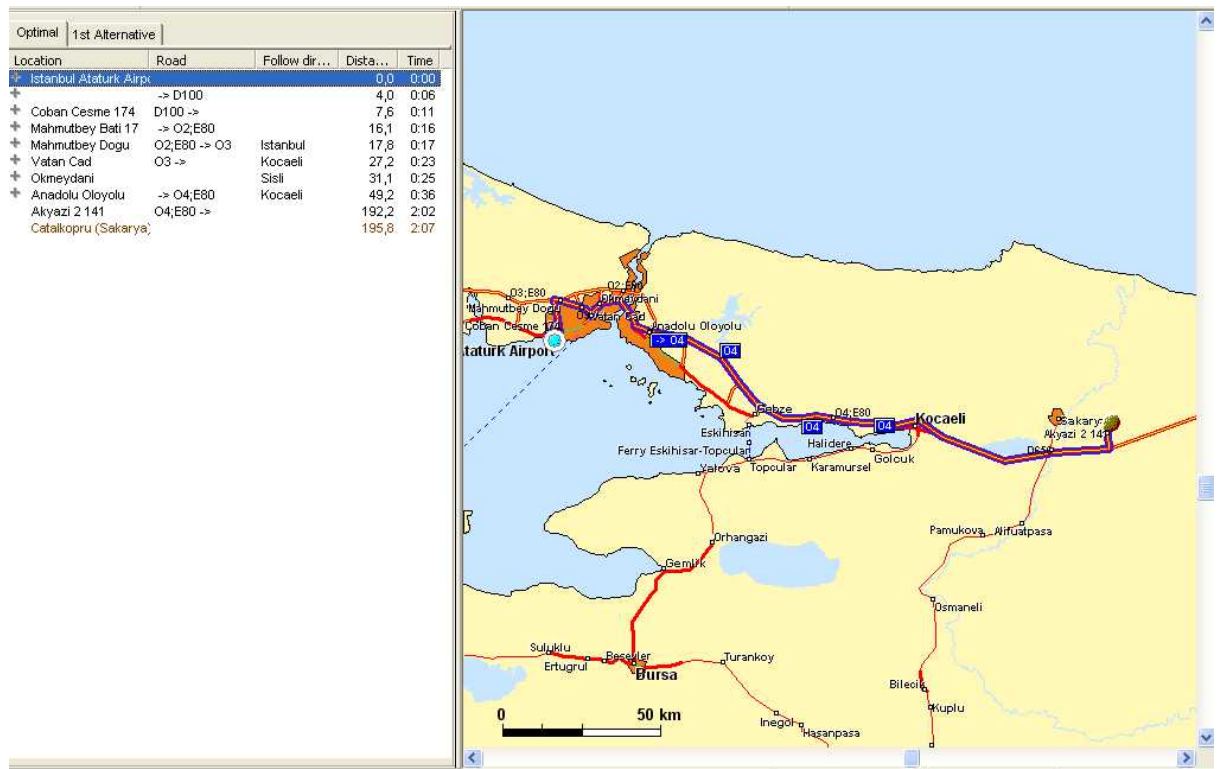 Optimal 1st Alternative
Location Road Follow dir... Dista... Time
Istanbul Ataturk Airpo 0,0 0:00
-> D100 4,0 0:06
Coban Cesme 174 D100 -> 7,6 0:11
Mahmutbey Bati 17 -> O2;E80 16,1 0:16
Mahmutbey Dogu O2;E80 -> O3 Istanbul 17,8 0:17
Vatan Cad O3 -> Kocaeli 27,2 0:23
Okmeydani Sisli 31,1 0:25
Anadolu Oloyolu -> O4;E80 Kocaeli 49,2 0:36
Akyazi 2 141 O4;E80 -> 192,2 2:02
Catalkopru (Sakarya) 195,8 2:07
O2;E80
O3;E80
Okmeydani
Mahmutbey Dogu
Vatan Cad
Coban Cesme 174
Anadolu Oloyolu
-> O4
O4
taturk Airport
Gebze
O4;E80
Kocaeli
O4
O4
Sakarya
Akyazi 2 141
Eskihisar
Halidere
Golcuk
D650
Ferry Eskihisar-Topcular
Yalova Topcular Karamursel
Pamukova Alifuatpasa
Orhangazi
Gemlik
Osmaneli
Suluklu
Besevler
Turankoy
Ertugrul
Bursa
Bilecik
Kuplu
0 50 km
Inegol
Hasanpasa